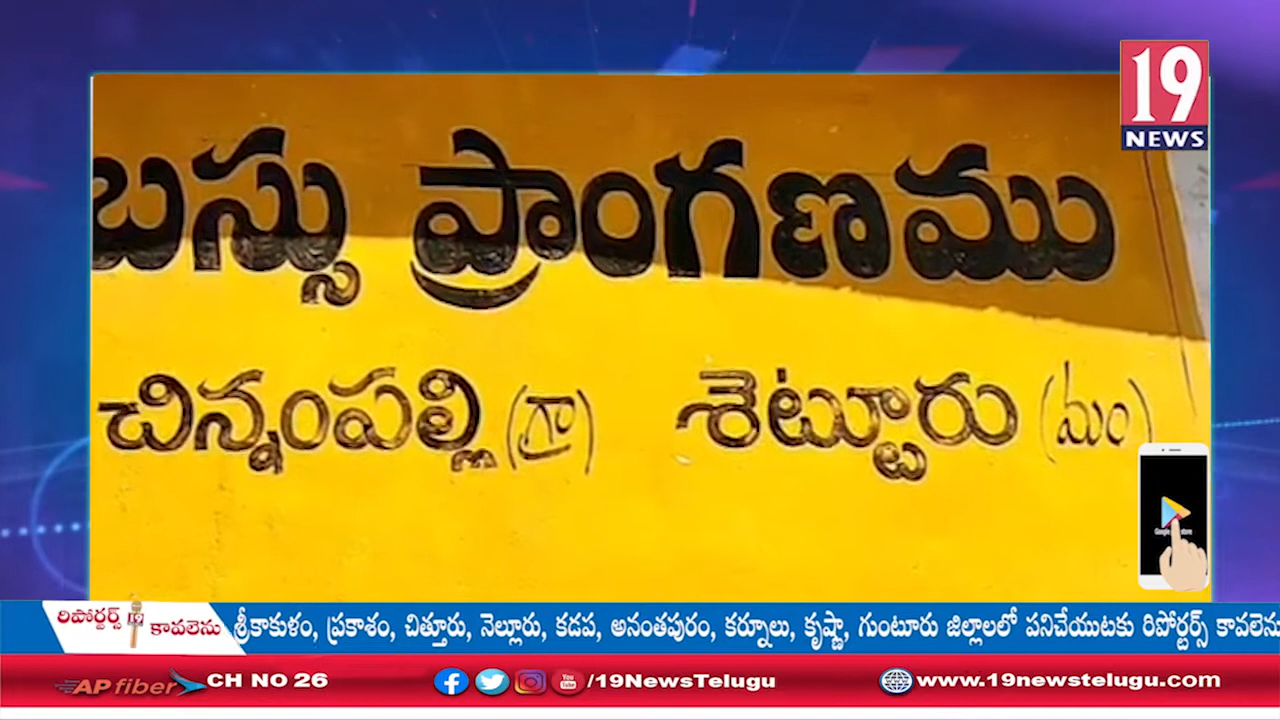 19
NEWS
బస్సు ప్రాంగణము
చిన్నంపల్లి (గ్రా) శెట్టూరు (మం)
రిపోర్టర్స్ 19 కావలెను
శ్రీకాకుళం, ప్రకాశం, చిత్తూరు, నెల్లూరు, కడప, అనంతపురం, కర్నూలు, కృష్ణా, గుంటూరు జిల్లాలలో పనిచేయుటకు రిపోర్టర్స్ కావలెను
AP fiber CH NO 26 /19NewsTelugu www.19newstelugu.com